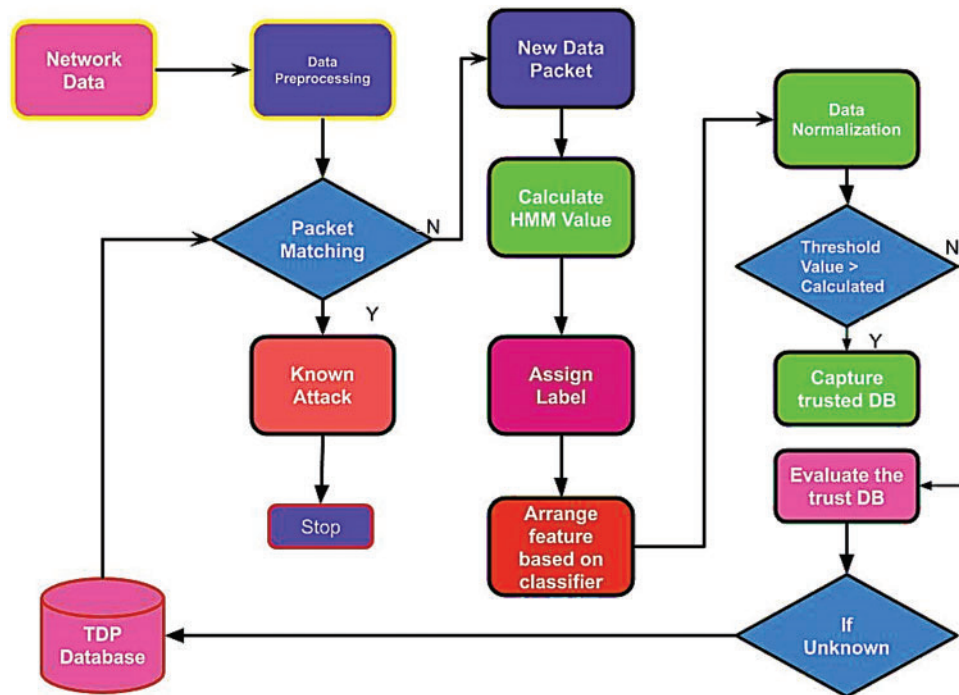 Network
Data
Data
Preprocessing
Packet
Matching
N
Y
Known
Attack
Stop
TDP
Database
New Data
Packet
Calculate
HMM Value
Assign
Label
Arrange
feature
based on
classifier
Data
Normalization
Threshold
Value >
Calculated
N
Y
Capture
trusted DB
Evaluate the
trust DB
If
Unknown